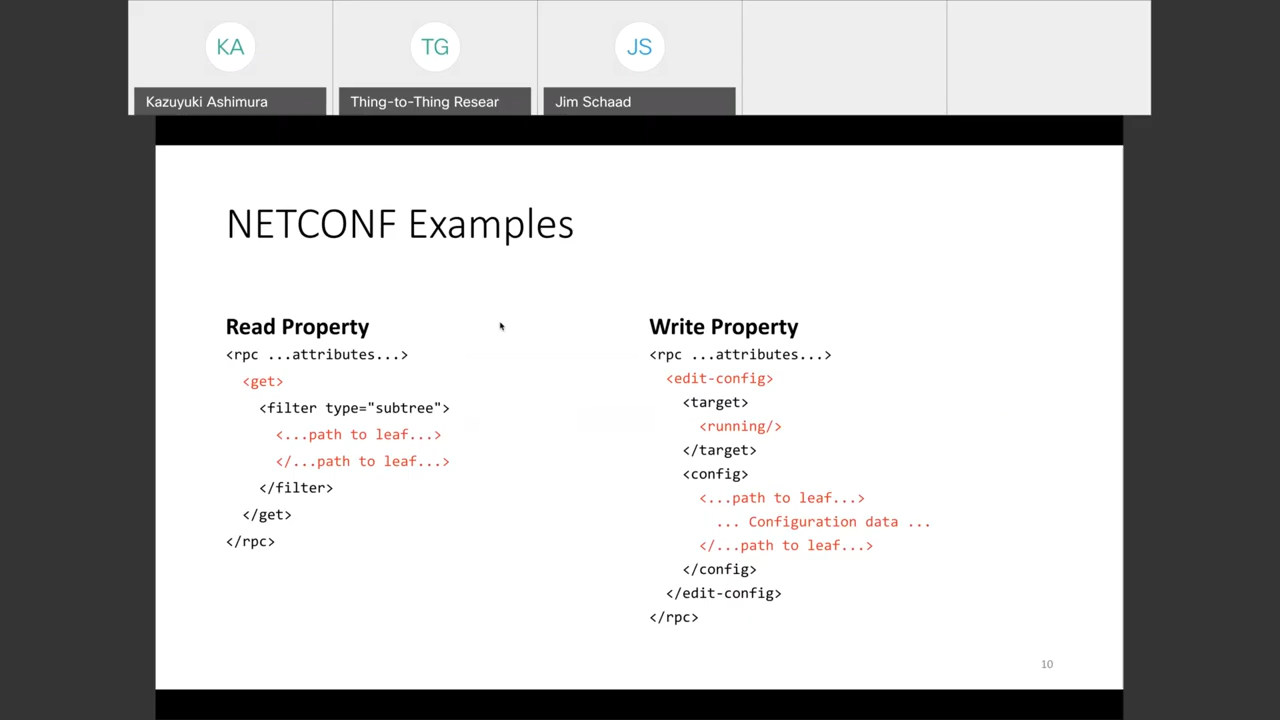 KA
TG
JS
Kazuyuki Ashimura
Thing-to-Thing Resear
Jim Schaad
NETCONF Examples
Read Property
<rpc ...attributes...>
<get>
<filter type="subtree">
<...path to leaf...>
</...path to leaf...>
</filter>
</get>
</rpc>
Write Property
<rpc ...attributes...>
<edit-config>
<target>
<running/>
</target>
<config>
<...path to leaf...>
... Configuration data ...
</...path to leaf...>
</config>
</edit-config>
</rpc>
10